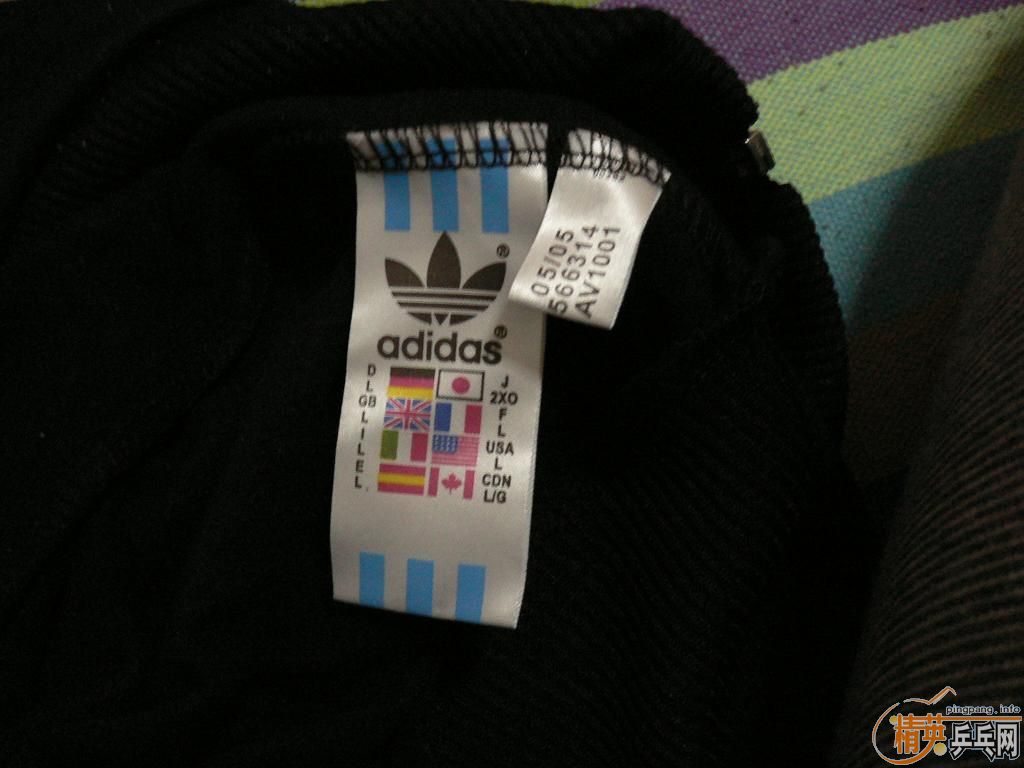 ®
adidas®
D
L
GB
L
I
L
E
L
J
2XO
F
L
USA
L
CDN
L/G
05/05
566314
AV1001
pingpang.info
精英乒乓网